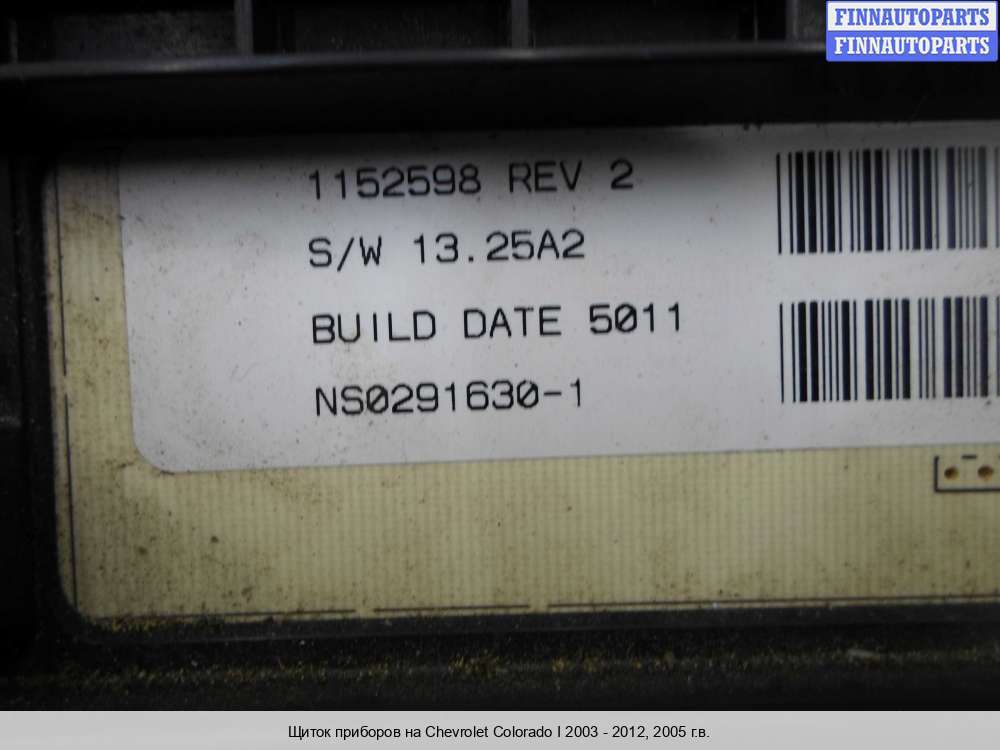 FINNAUTOPARTS
FINNAUTOPARTS
1152598 REV 2
S/W 13.25A2
BUILD DATE 5011
NS0291630-1
Щиток приборов на Chevrolet Colorado I 2003 - 2012, 2005 г.в.